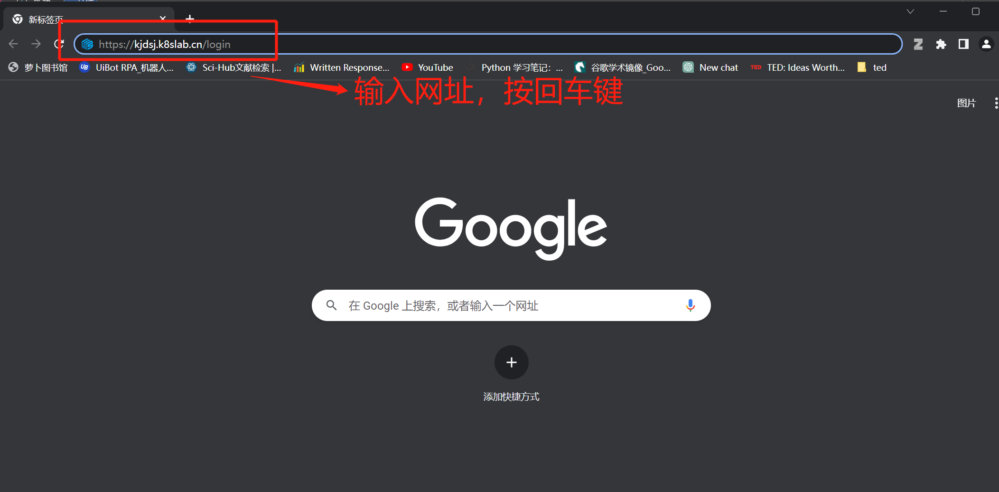 新标签页
https://kjdsj.k8slab.cn/login
萝卜图书馆 UiBot RPA_机器人... Sci-Hub文献检索 |... Written Response... YouTube Python 学习笔记：... 谷歌学术镜像_Goo... New chat TED TED: Ideas Worth... ted
输入网址，按回车键
图片
Google
在 Google 上搜索，或者输入一个网址
添加快捷方式